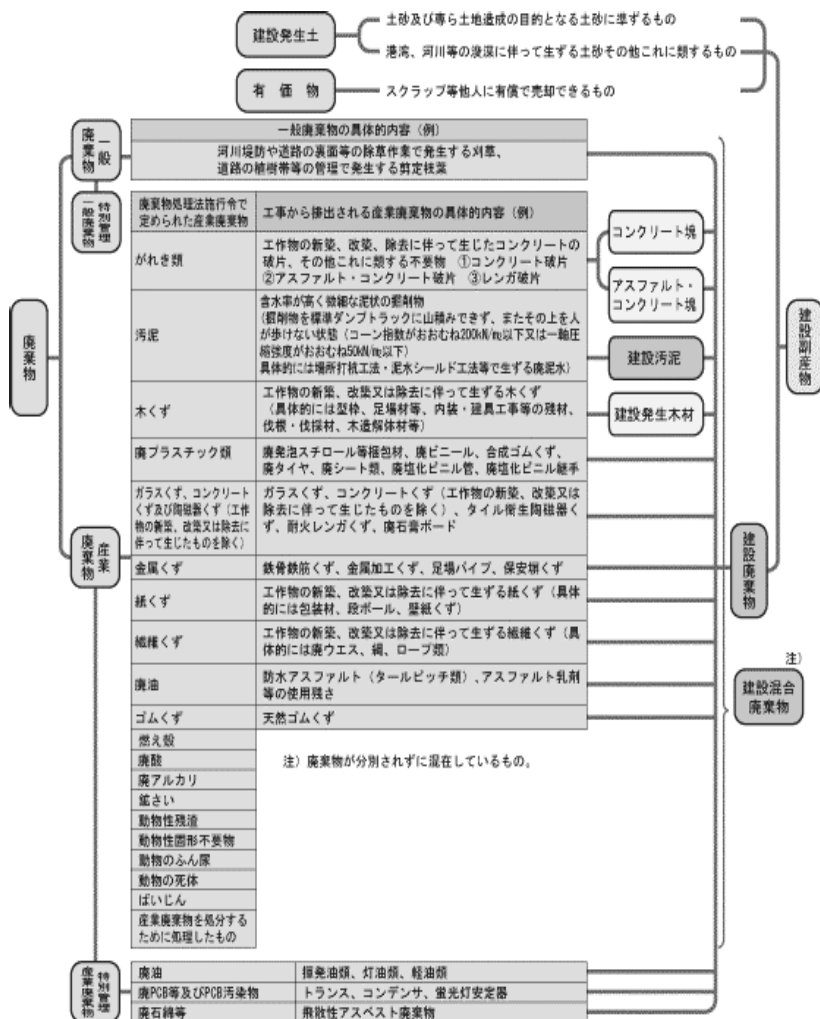 建設発生土
土砂及び専ら土地造成の目的となる土砂に準ずるもの
港湾、河川等の浚渫に伴って生ずる土砂その他これに類するもの
有価物
スクラップ等他人に有償で売却できるもの
一般
廃棄物
一般廃棄物の具体的内容（例）
河川堤防や道路の裏面等の除草作業で発生する刈草、
道路の植樹帯等の管理で発生する剪定枝葉
特別管理
一般廃棄物
廃棄物処理法施行令で
定められた産業廃棄物
工事から排出される産業廃棄物の具体的内容（例）
がれき類
工作物の新築、改築、除去に伴って生じたコンクリートの
破片、その他これに類する不要物　①コンクリート破片
②アスファルト・コンクリート破片　③レンガ破片
コンクリート塊
アスファルト・
コンクリート塊
汚泥
含水率が高く微細な泥状の掘削物
（掘削物を標準ダンプトラックに山積みできず、またその上を人
が歩けない状態（コーン指数がおおむね200kN/㎡以下又は一軸圧
縮強度がおおむね50kN/㎡以下）
具体的には場所打杭工法・泥水シールド工法等で生ずる廃泥水）
建設汚泥
木くず
工作物の新築、改築又は除去に伴って生ずる木くず
（具体的には型枠、足場材等、内装・建具工事等の残材、
伐根・伐採材、木造解体材等）
建設発生木材
廃プラスチック類
廃発泡スチロール等梱包材、廃ビニール、合成ゴムくず、
廃タイヤ、廃シート類、廃塩化ビニル管、廃塩化ビニル継手
ガラスくず、コンクリート
くず及び陶磁器くず（工作
物の新築、改築又は除去に
伴って生じたものを除く）
ガラスくず、コンクリートくず（工作物の新築、改築又は
除去に伴って生じたものを除く）、タイル衛生陶磁器く
ず、耐火レンガくず、廃石膏ボード
金属くず
鉄骨鉄筋くず、金属加工くず、足場パイプ、保安塀くず
紙くず
工作物の新築、改築又は除去に伴って生ずる紙くず（具体
的には包装材、段ボール、壁紙くず）
繊維くず
工作物の新築、改築又は除去に伴って生ずる繊維くず（具
体的には廃ウエス、縄、ロープ類）
廃油
防水アスファルト（タールピッチ類）、アスファルト乳剤
等の使用残さ
ゴムくず
天然ゴムくず
燃え殻
廃酸
廃アルカリ
鉱さい
動物性残渣
動物性固形不要物
動物のふん尿
動物の死体
ばいじん
産業廃棄物を処分する
ために処理したもの
注）廃棄物が分別されずに混在しているもの。
廃棄物
産業
廃棄物
特別管理
産業廃棄物
廃油
揮発油類、灯油類、軽油類
廃PCB等及びPCB汚染物
トランス、コンデンサ、蛍光灯安定器
廃石綿等
飛散性アスベスト廃棄物
建設副産物
建設廃棄物
注）
建設混合
廃棄物